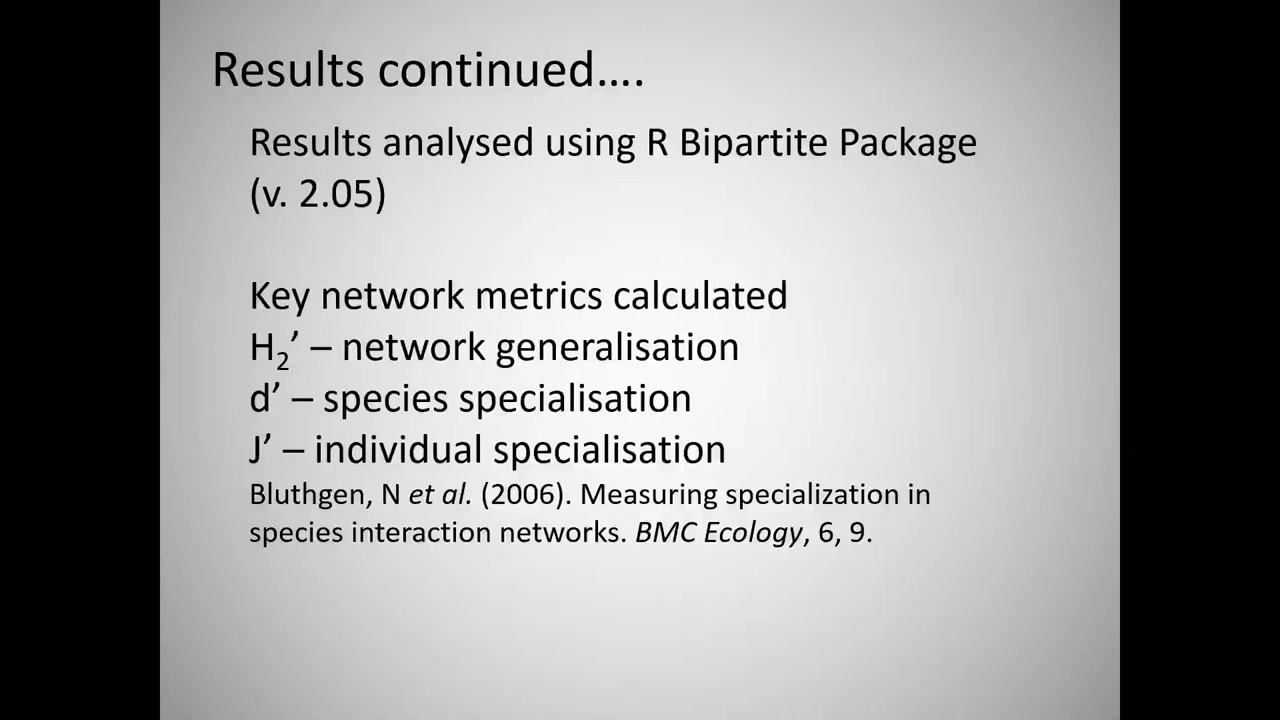 Results continued….
Results analysed using R Bipartite Package
(v. 2.05)
Key network metrics calculated
H₂’ – network generalisation
d’ – species specialisation
J’ – individual specialisation
Bluthgen, N et al. (2006). Measuring specialization in
species interaction networks. BMC Ecology, 6, 9.